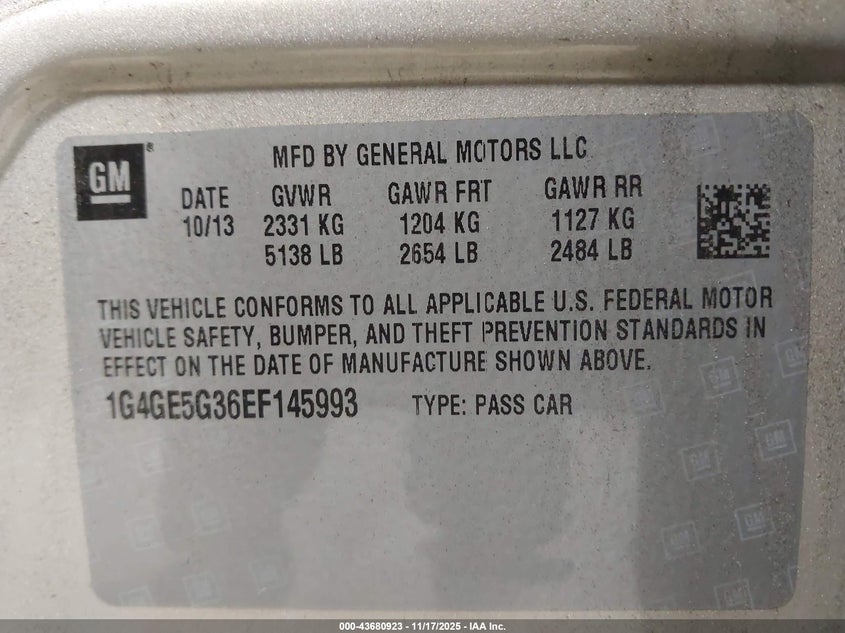 GM®
MFD BY GENERAL MOTORS LLC
DATE GVWR GAWR FRT GAWR RR
10/13 2331 KG 1204 KG 1127 KG
5138 LB 2654 LB 2484 LB
THIS VEHICLE CONFORMS TO ALL APPLICABLE U.S. FEDERAL MOTOR
VEHICLE SAFETY, BUMPER, AND THEFT PREVENTION STANDARDS IN
EFFECT ON THE DATE OF MANUFACTURE SHOWN ABOVE.
1G4GE5G36EF145993 TYPE: PASS CAR
000-43680923 - 11/17/2025 - IAA Inc.